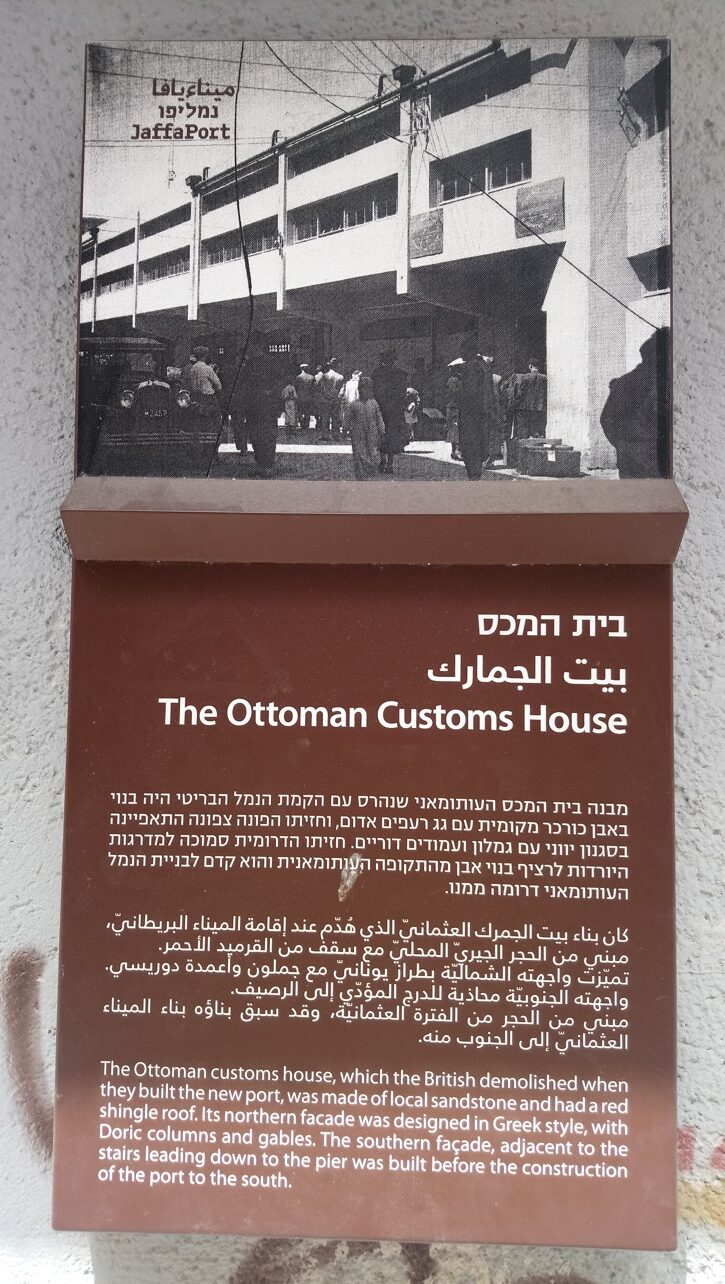 ميناء يافا
נמל יפו
JaffaPort
בית המכס
بيت الجمارك
The Ottoman Customs House
מבנה בית המכס העותומאני שנהרס עם הקמת הנמל הבריטי היה בנוי
באבן כורכר מקומית עם גג רעפים אדום, וחזיתו הפונה צפונה התאפיינה
בסגנון יווני עם גמלון ועמודים דוריים. חזיתו הדרומית סמוכה למדרגות
היורדות לרציף בנוי אבן מהתקופה העותומאנית והוא קדם לבניית הנמל
העותומאני דרומה ממנו.
كان بناء بيت الجمرك العثمانيّ الذي هُدّم عند إقامة الميناء البريطانيّ،
مبني من الحجر الجيريّ المحليّ مع سقف من القرميد الأحمر.
تميّزت واجهته الشماليّة بطراز يونانيّ مع جملون وأعمدة دوريسي.
واجهته الجنوبيّة محاذية للدرج المؤدّي إلى الرصيف.
مبني من الحجر من الفترة العثمانيّة، وقد سبق بناؤه بناء الميناء
العثمانيّ إلى الجنوب منه.
The Ottoman customs house, which the British demolished when
they built the new port, was made of local sandstone and had a red
shingle roof. Its northern facade was designed in Greek style, with
Doric columns and gables. The southern façade, adjacent to the
stairs leading down to the pier was built before the construction
of the port to the south.